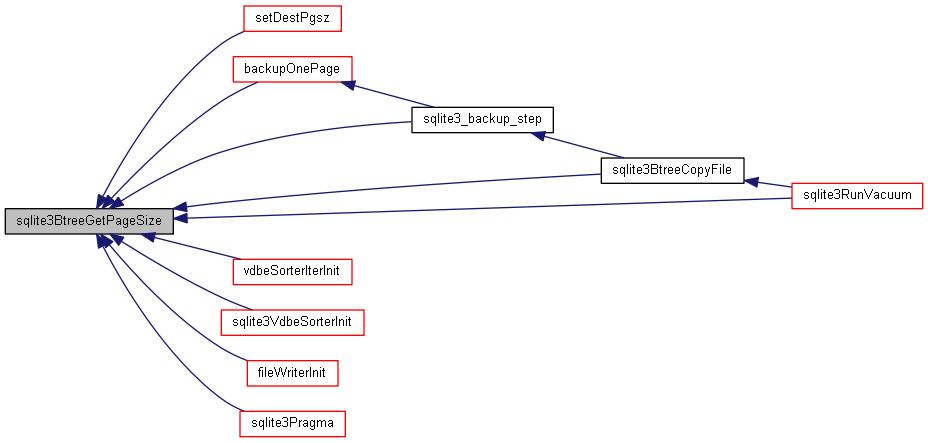 setDestPgsz
backupOnePage
sqlite3_backup_step
sqlite3BtreeCopyFile
sqlite3RunVacuum
sqlite3BtreeGetPageSize
vdbeSorterIterInit
sqlite3VdbeSorterInit
fileWriterInit
sqlite3Pragma